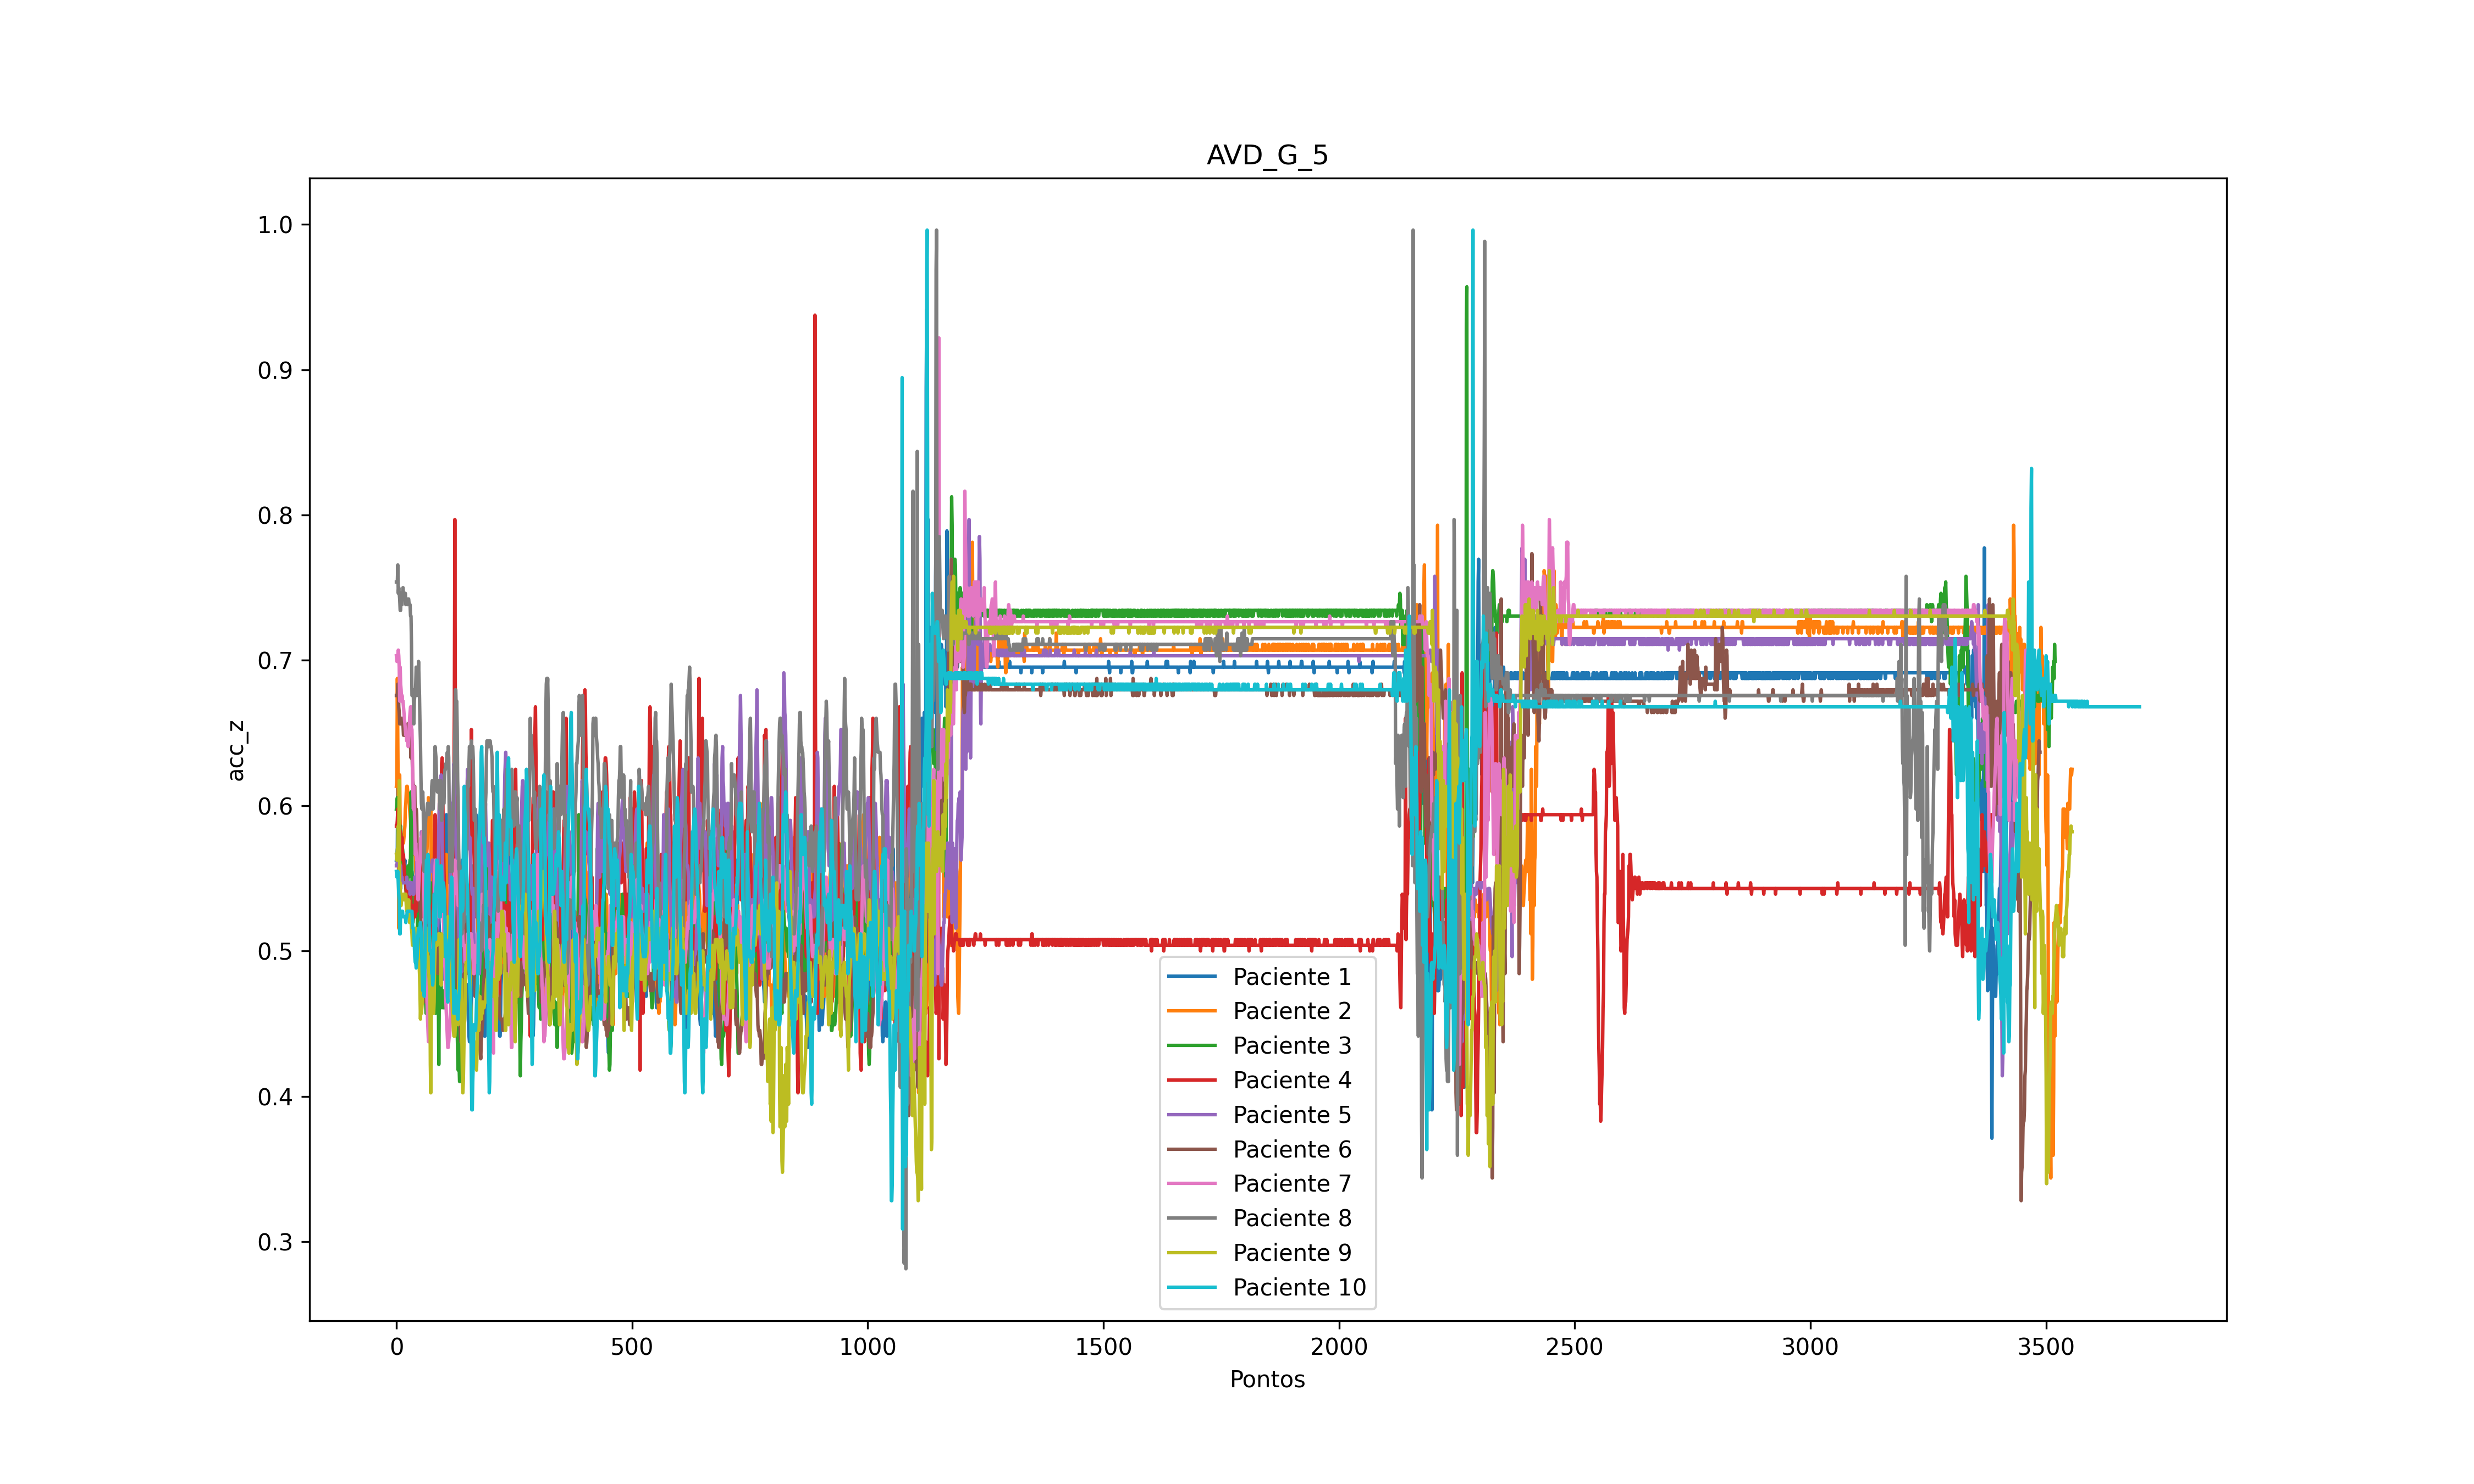 AVD_G_5
acc_z
1.0
0.9
0.8
0.7
0.6
0.5
0.4
0.3
Paciente 1
Paciente 2
Paciente 3
Paciente 4
Paciente 5
Paciente 6
Paciente 7
Paciente 8
Paciente 9
Paciente 10
0 500 1000 1500 2000 2500 3000 3500
Pontos